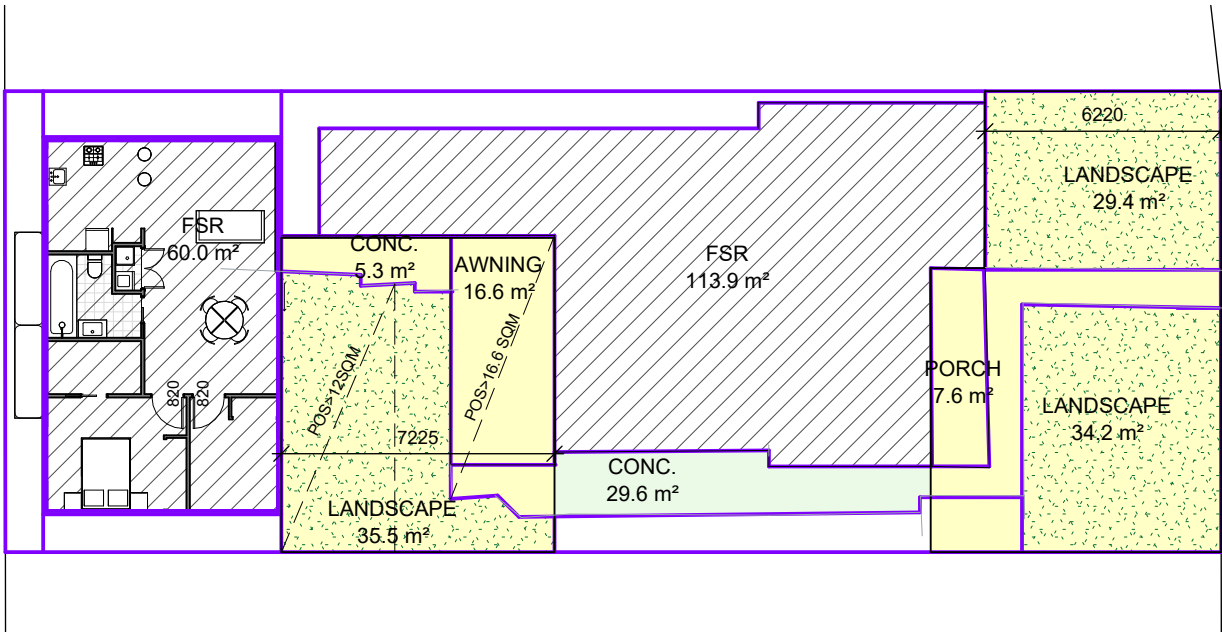 FSR
60.0 m²
820
820
CONC.
5.3 m²
AWNING
16.6 m²
POS>12SQM
POS>16.6 SQM
7225
LANDSCAPE
35.5 m²
FSR
113.9 m²
CONC.
29.6 m²
6220
LANDSCAPE
29.4 m²
PORCH
7.6 m²
LANDSCAPE
34.2 m²